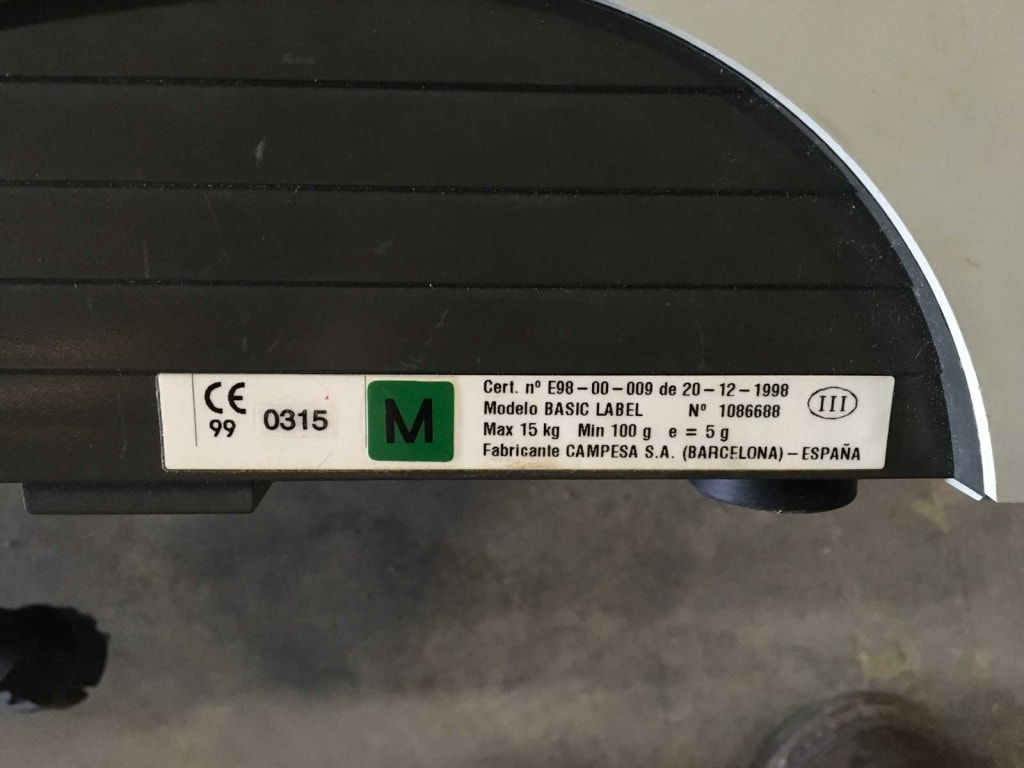 CE
99
0315
M
Cert. nº E98-00-009 de 20-12-1998
Modelo BASIC LABEL Nº 1086688
Max 15 kg Min 100 g e = 5 g
Fabricante CAMPESA S.A. (BARCELONA) - ESPAÑA
III